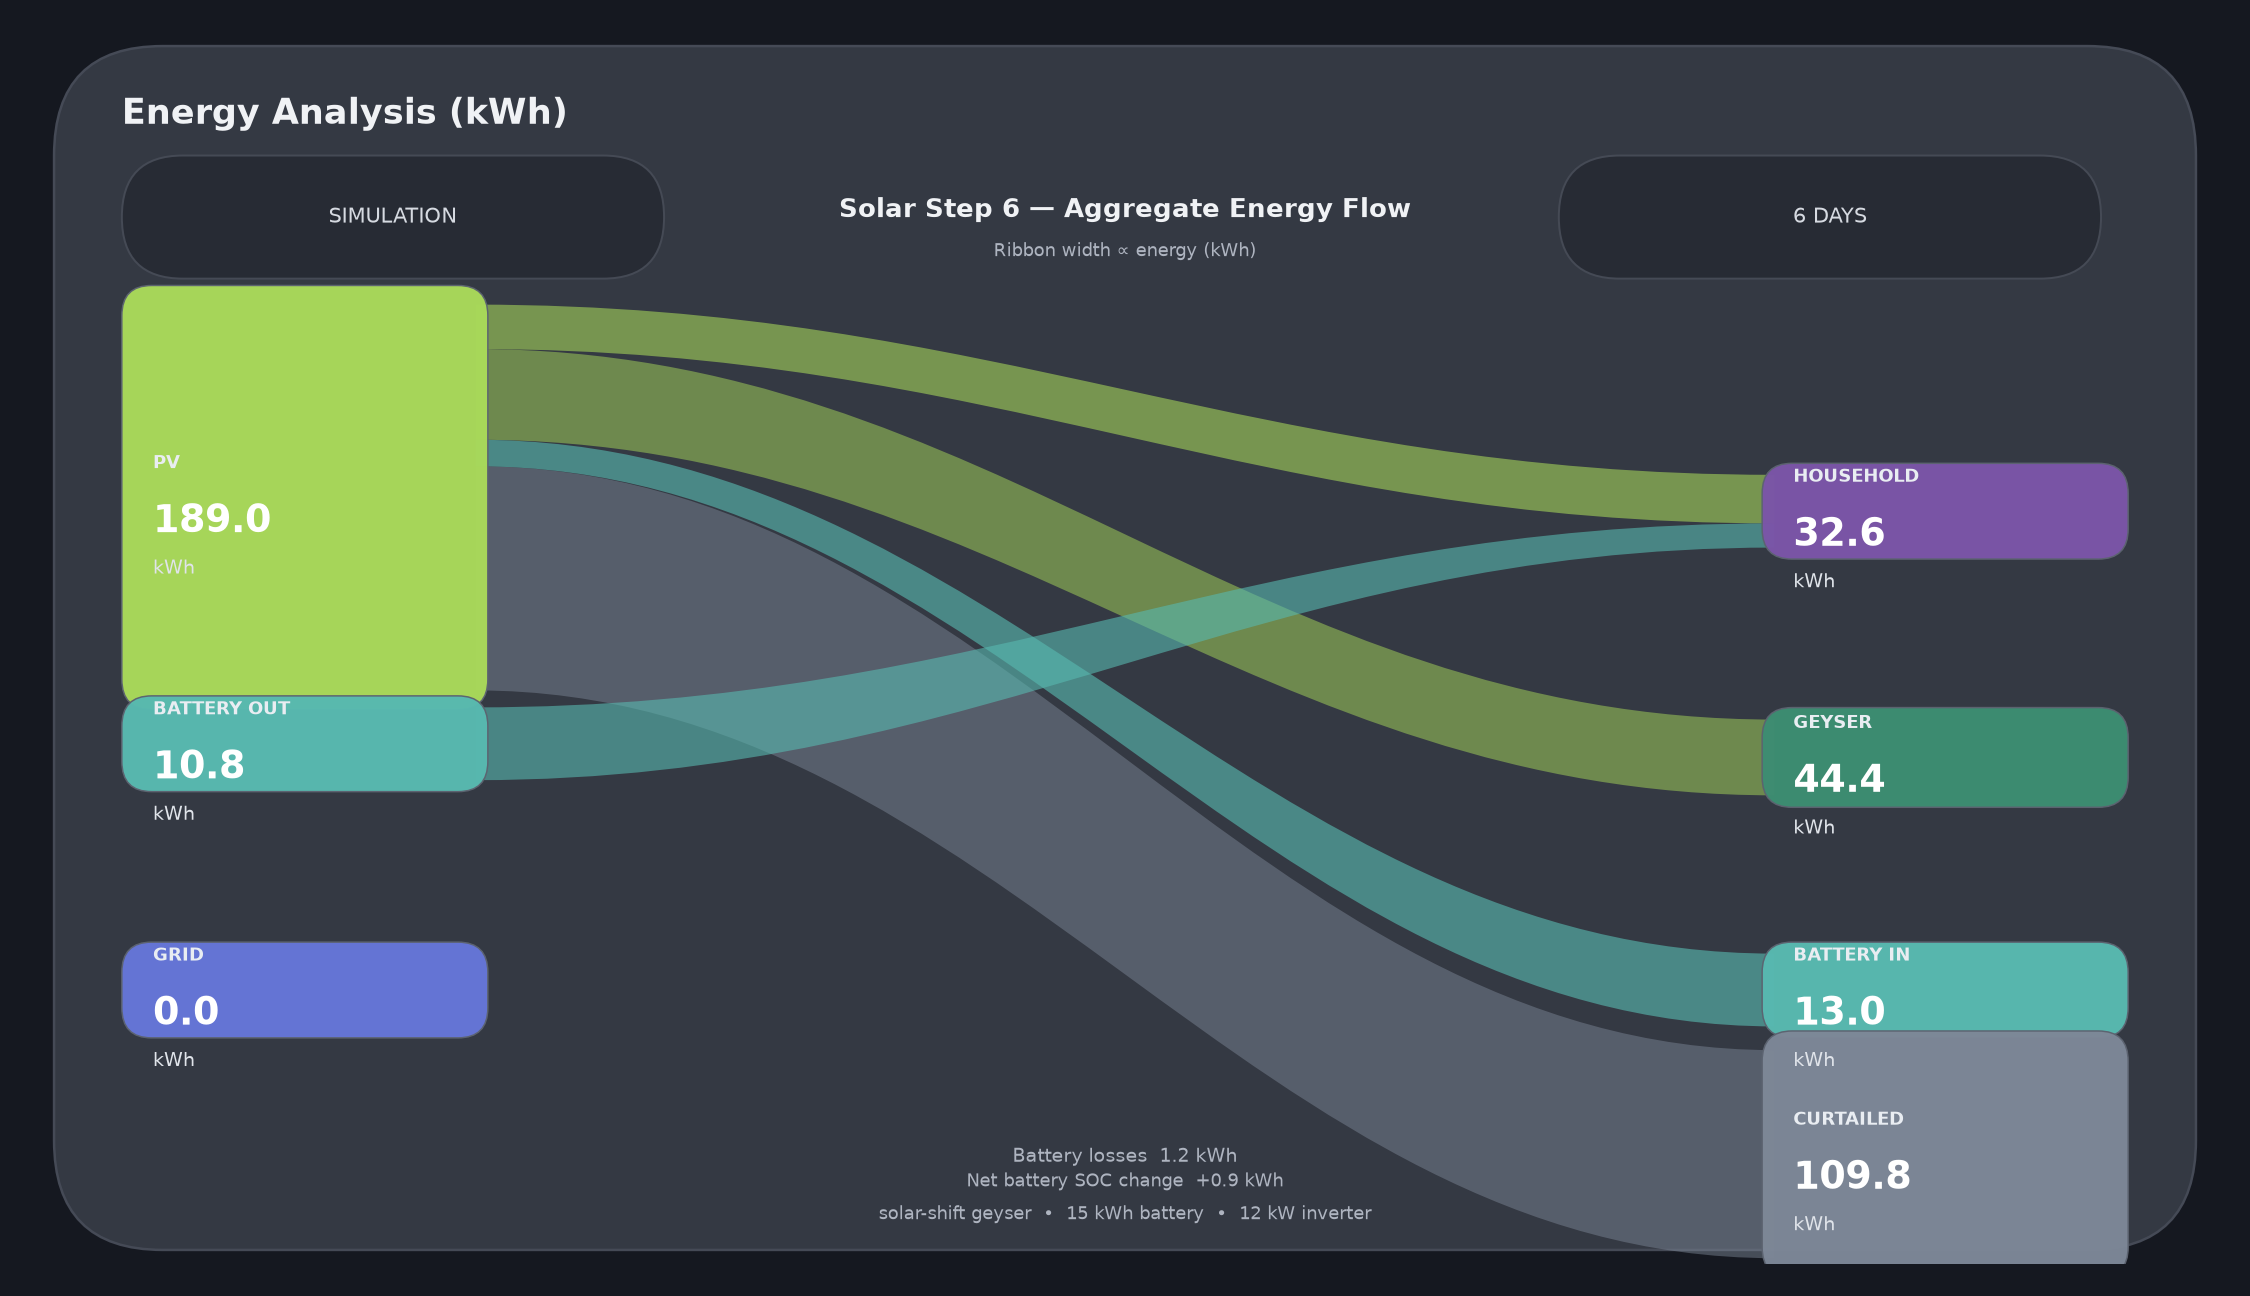 Energy Analysis (kWh)
SIMULATION
Solar Step 6 — Aggregate Energy Flow
Ribbon width ∝ energy (kWh)
6 DAYS
PV
189.0
kWh
BATTERY OUT
10.8
kWh
GRID
0.0
kWh
HOUSEHOLD
32.6
kWh
GEYSER
44.4
kWh
BATTERY IN
13.0
kWh
CURTAILED
109.8
kWh
Battery losses 1.2 kWh
Net battery SOC change +0.9 kWh
solar-shift geyser • 15 kWh battery • 12 kW inverter